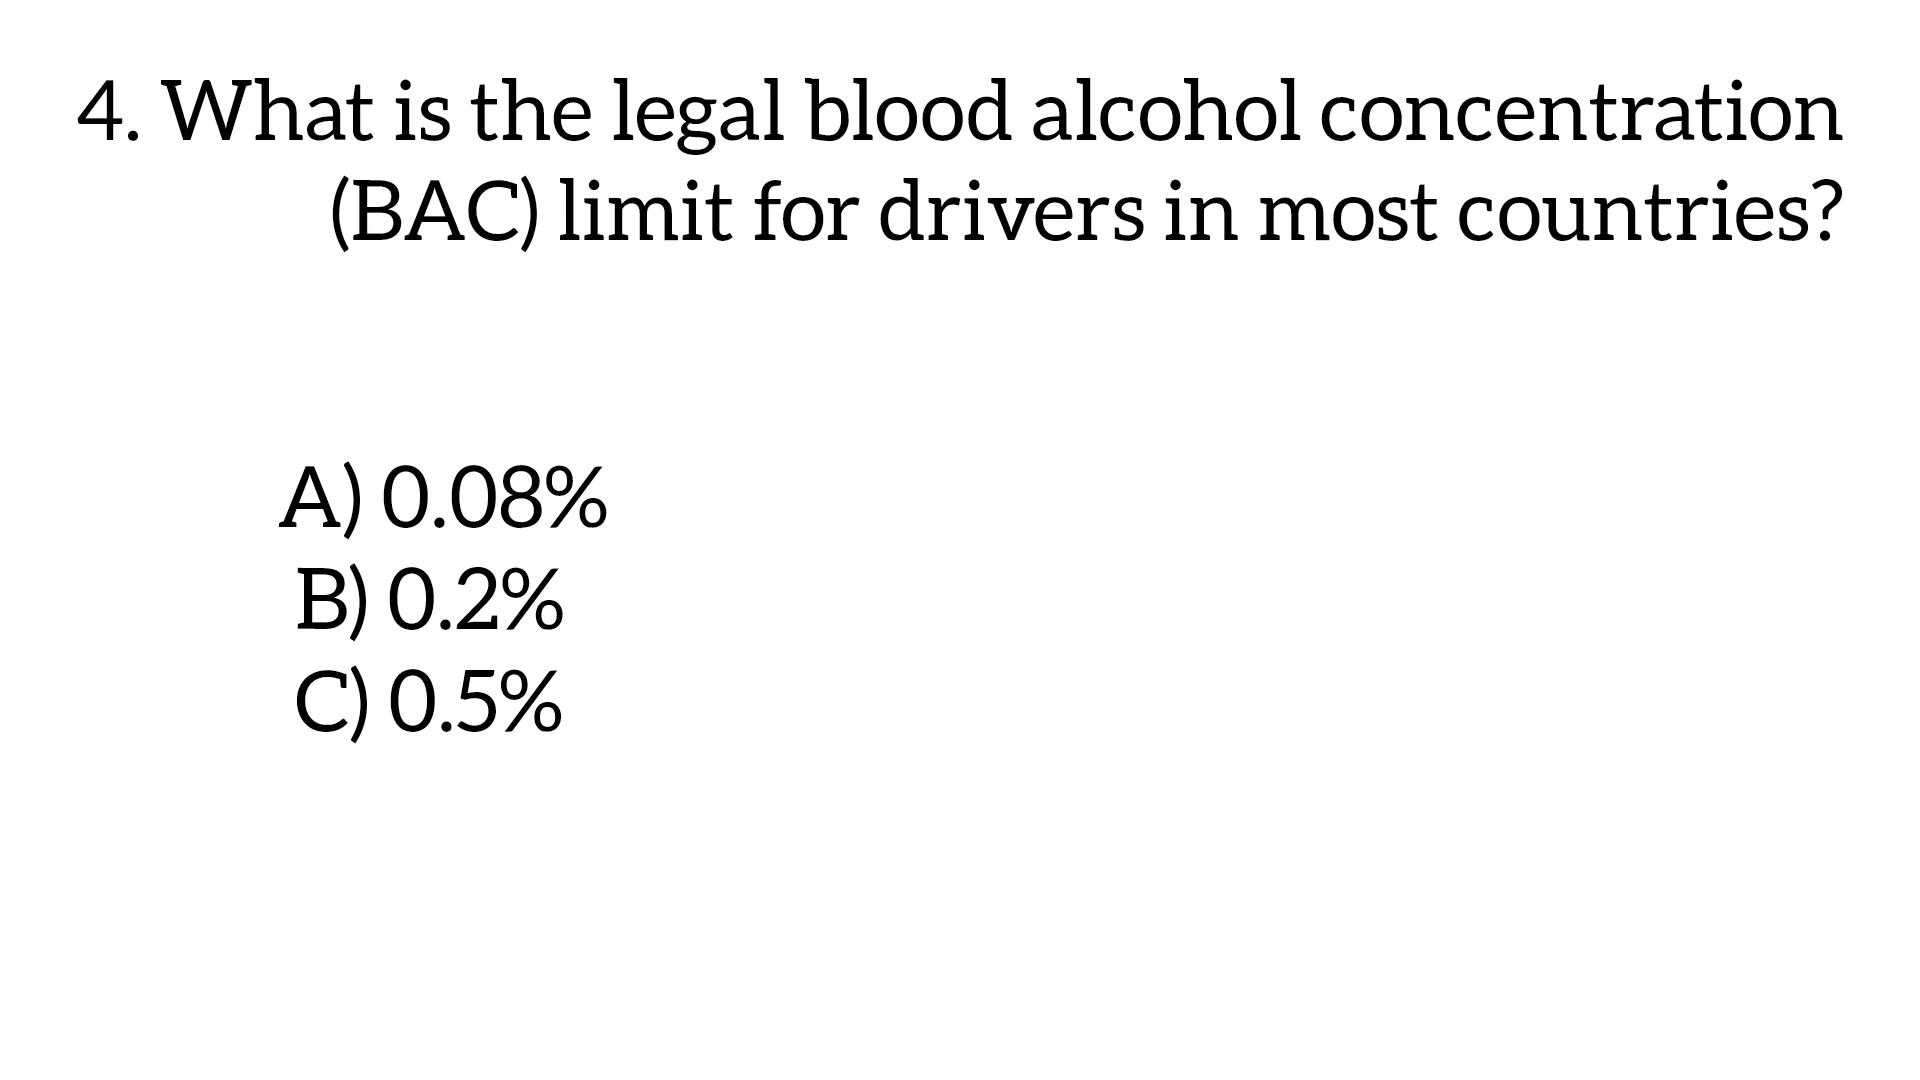 4. What is the legal blood alcohol concentration
(BAC) limit for drivers in most countries?
A) 0.08%
B) 0.2%
C) 0.5%